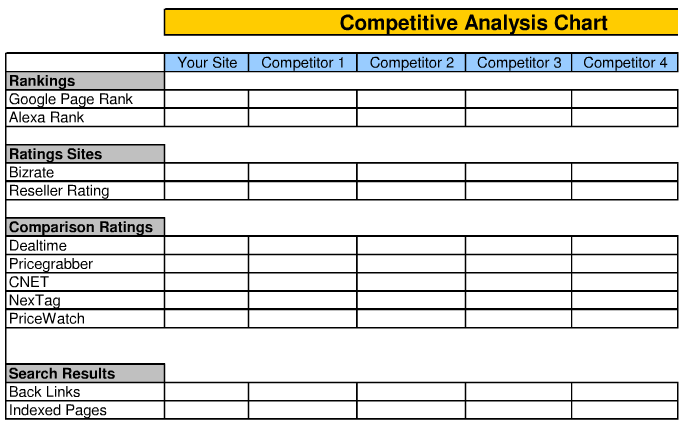 Competitive Analysis Chart
Your Site Competitor 1 Competitor 2 Competitor 3 Competitor 4
Rankings
Google Page Rank
Alexa Rank
Ratings Sites
Bizrate
Reseller Rating
Comparison Ratings
Dealtime
Pricegrabber
CNET
NexTag
PriceWatch
Search Results
Back Links
Indexed Pages